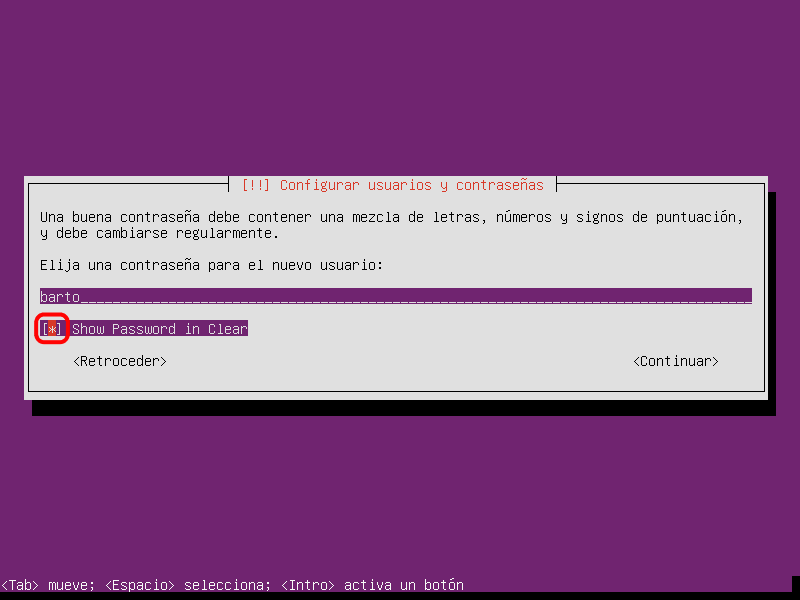 [!!] Configurar usuarios y contraseñas
Una buena contraseña debe contener una mezcla de letras, números y signos de puntuación,
y debe cambiarse regularmente.
Elija una contraseña para el nuevo usuario:
barto________________________________________________________________________________
[*] Show Password in Clear
<Retroceder> <Continuar>
<Tab> mueve; <Espacio> selecciona; <Intro> activa un botón